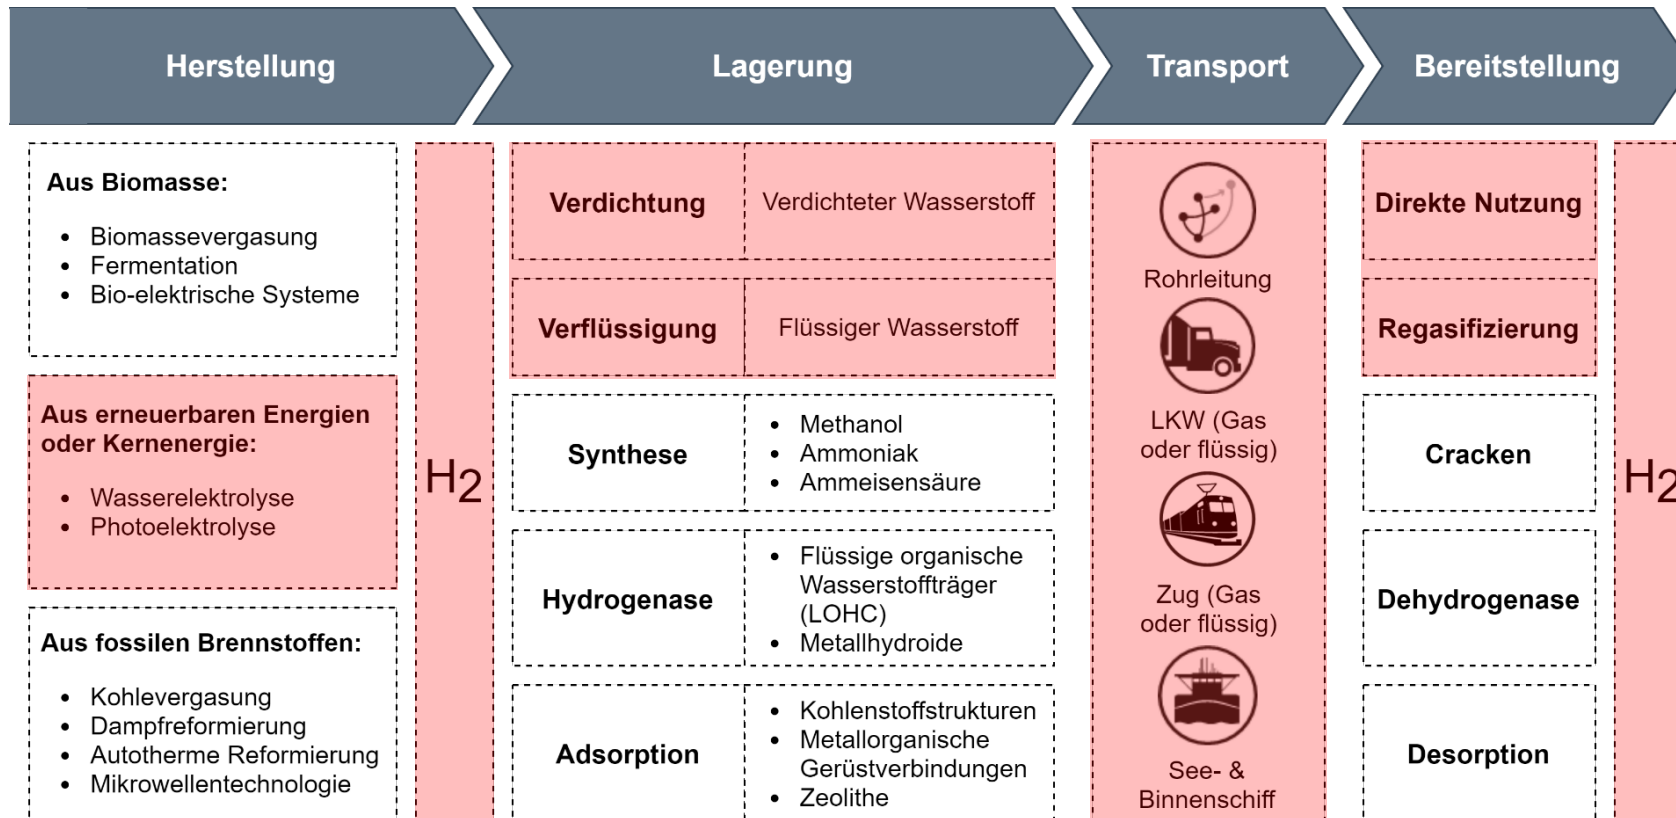 Herstellung
Lagerung
Transport
Bereitstellung
Aus Biomasse:
• Biomassevergasung
• Fermentation
• Bio-elektrische Systeme
Aus erneuerbaren Energien
oder Kernenergie:
• Wasserelektrolyse
• Photoelektrolyse
Aus fossilen Brennstoffen:
• Kohlevergasung
• Dampfreformierung
• Autotherme Reformierung
• Mikrowellentechnologie
H2
Verdichtung
Verdichteter Wasserstoff
Verflüssigung
Flüssiger Wasserstoff
Synthese
• Methanol
• Ammoniak
• Ammeisensäure
Hydrogenase
• Flüssige organische
Wasserstoffträger
(LOHC)
• Metallhydroide
Adsorption
• Kohlenstoffstrukturen
• Metallorganische
Gerüstverbindungen
• Zeolithe
Rohrleitung
LKW (Gas
oder flüssig)
Zug (Gas
oder flüssig)
See- &
Binnenschiff
Direkte Nutzung
Regasifizierung
Cracken
Dehydrogenase
Desorption
H2